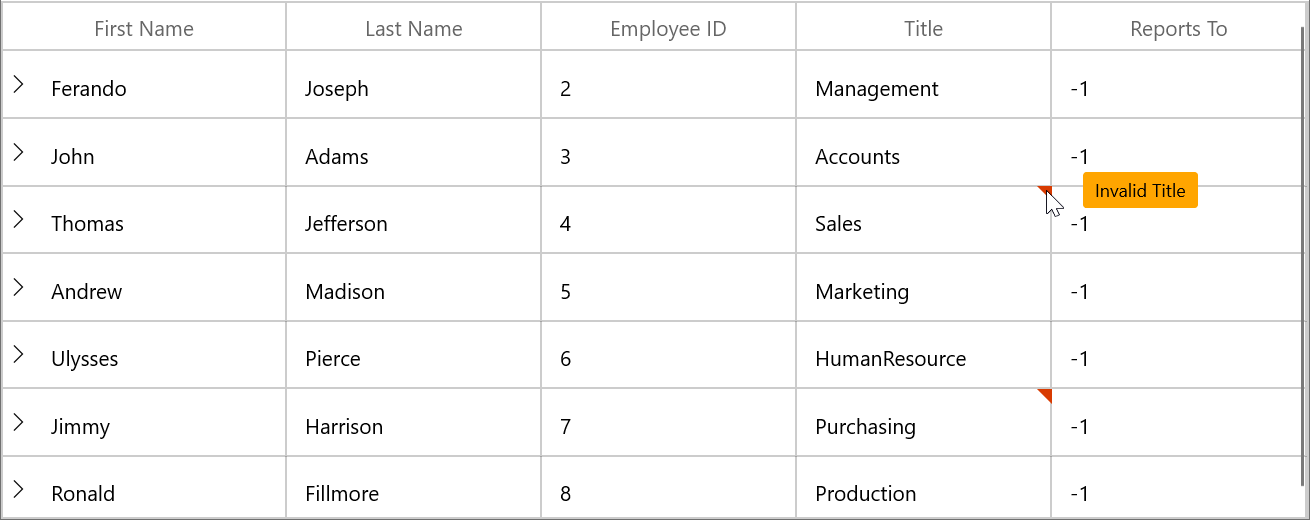 First Name Last Name Employee ID Title Reports To
Ferando Joseph 2 Management -1
John Adams 3 Accounts -1
Invalid Title
Thomas Jefferson 4 Sales -1
Andrew Madison 5 Marketing -1
Ulysses Pierce 6 HumanResource -1
Jimmy Harrison 7 Purchasing -1
Ronald Fillmore 8 Production -1